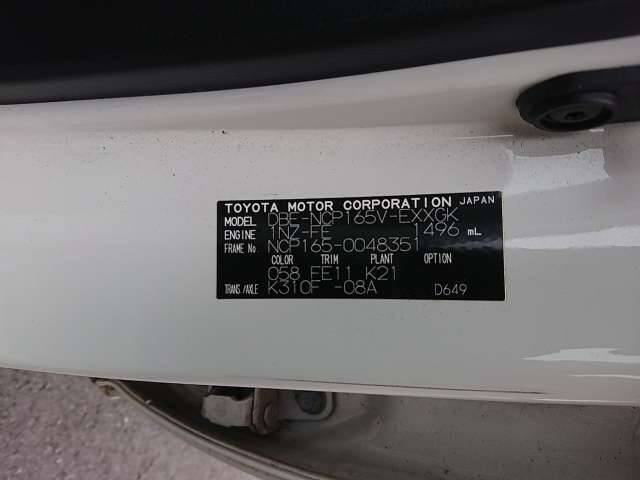 TOYOTA MOTOR CORPORATION JAPAN
MODEL DBE-NCP165V-EXXGK
ENGINE 1NZ-FE 1496 mL
FRAME No. NCP165-0048351
COLOR TRIM PLANT OPTION
058 FE11 K21
TRANS/AXLE K310F -08A D649